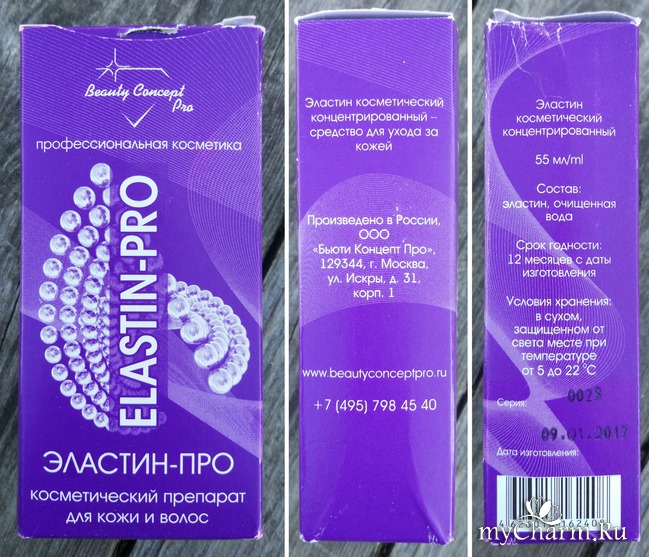 Beauty Concept
Pro
профессиональная косметика
ELASTIN-PRO
ЭЛАСТИН-ПРО
косметический препарат
для кожи и волос
Эластин косметический
концентрированный –
средство для ухода за
кожей
Произведено в России,
ООО
«Бьюти Концепт Про»,
129344, г. Москва,
ул. Искры, д. 31,
корп. 1
www.beautyconceptpro.ru
+7 (495) 798 45 40
Эластин
косметический
концентрированный
55 мл/ml
Состав:
эластин, очищенная
вода
Срок годности:
12 месяцев с даты
изготовления
Условия хранения:
в сухом,
защищенном от
света месте при
температуре
от 5 до 22 °C
Серия:
0029
09.01.2017
Дата изготовления:
myCharm.Ru